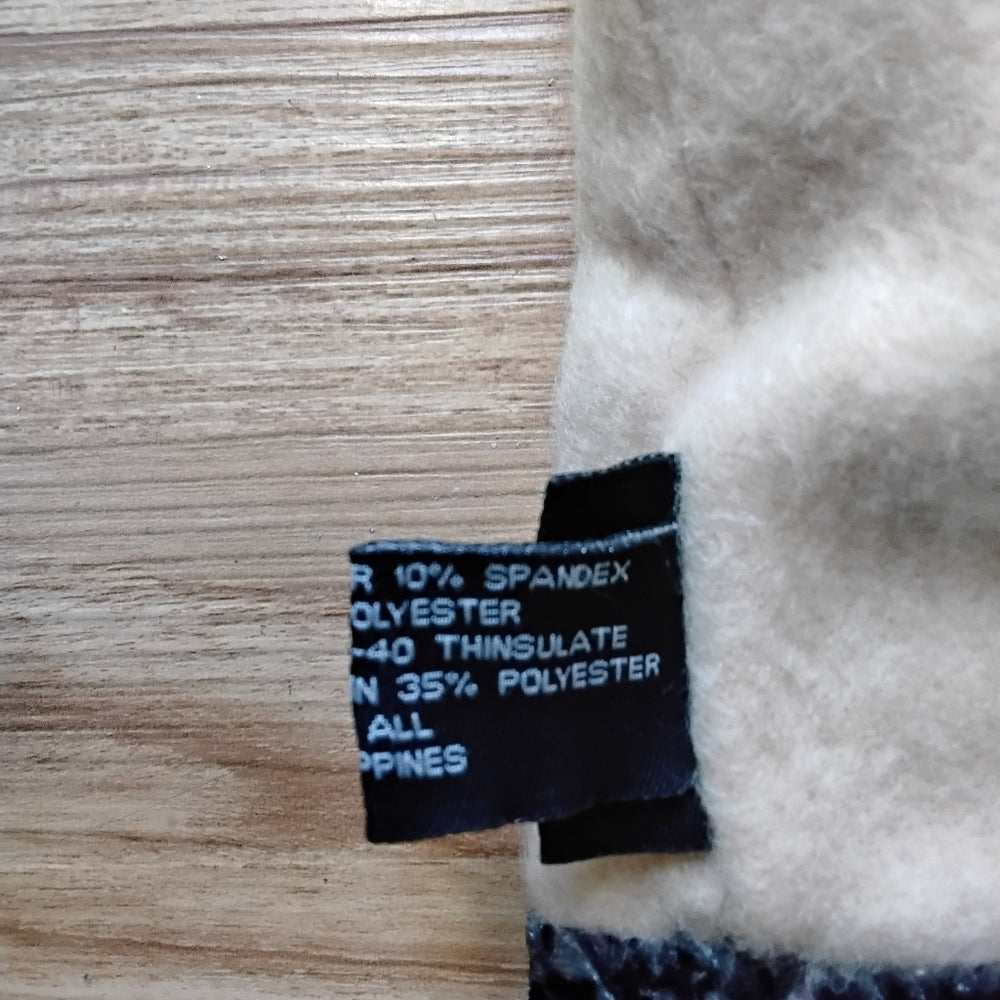 R 10% SPANDEX
OLYESTER
-40 THINSULATE
N 35% POLYESTER
ALL
PPINES